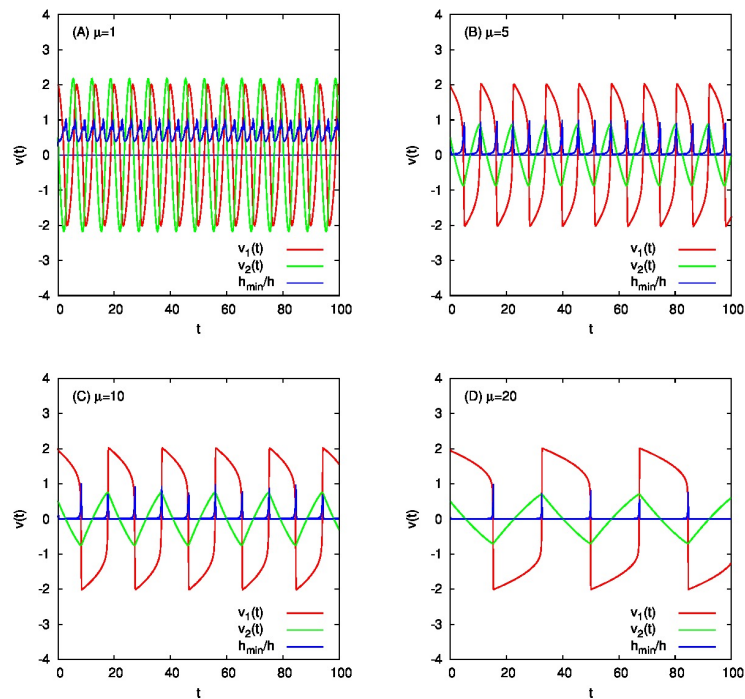 (A) μ=1
4
3
2
1
0
-1
-2
-3
-4
v(t)
v₁(t)
v₂(t)
hₘᵢₙ/h
0 20 40 60 80 100
t
(B) μ=5
4
3
2
1
0
-1
-2
-3
-4
v(t)
v₁(t)
v₂(t)
hₘᵢₙ/h
0 20 40 60 80 100
t
(C) μ=10
4
3
2
1
0
-1
-2
-3
-4
v(t)
v₁(t)
v₂(t)
hₘᵢₙ/h
0 20 40 60 80 100
t
(D) μ=20
4
3
2
1
0
-1
-2
-3
-4
v(t)
v₁(t)
v₂(t)
hₘᵢₙ/h
0 20 40 60 80 100
t